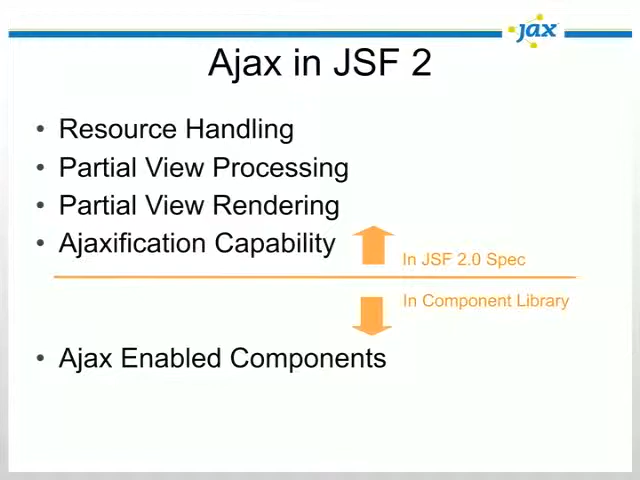 jax
Ajax in JSF 2
• Resource Handling
• Partial View Processing
• Partial View Rendering
• Ajaxification Capability
In JSF 2.0 Spec
In Component Library
• Ajax Enabled Components